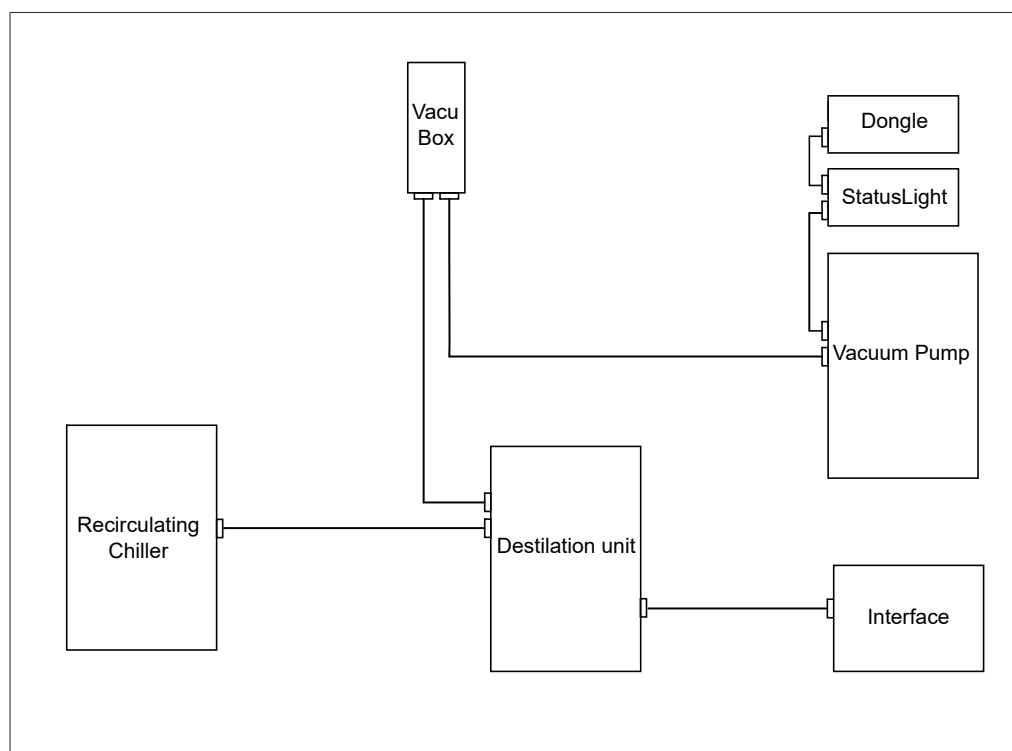 Vacu
Box
Dongle
StatusLight
Vacuum Pump
Recirculating
Chiller
Destilation unit
Interface